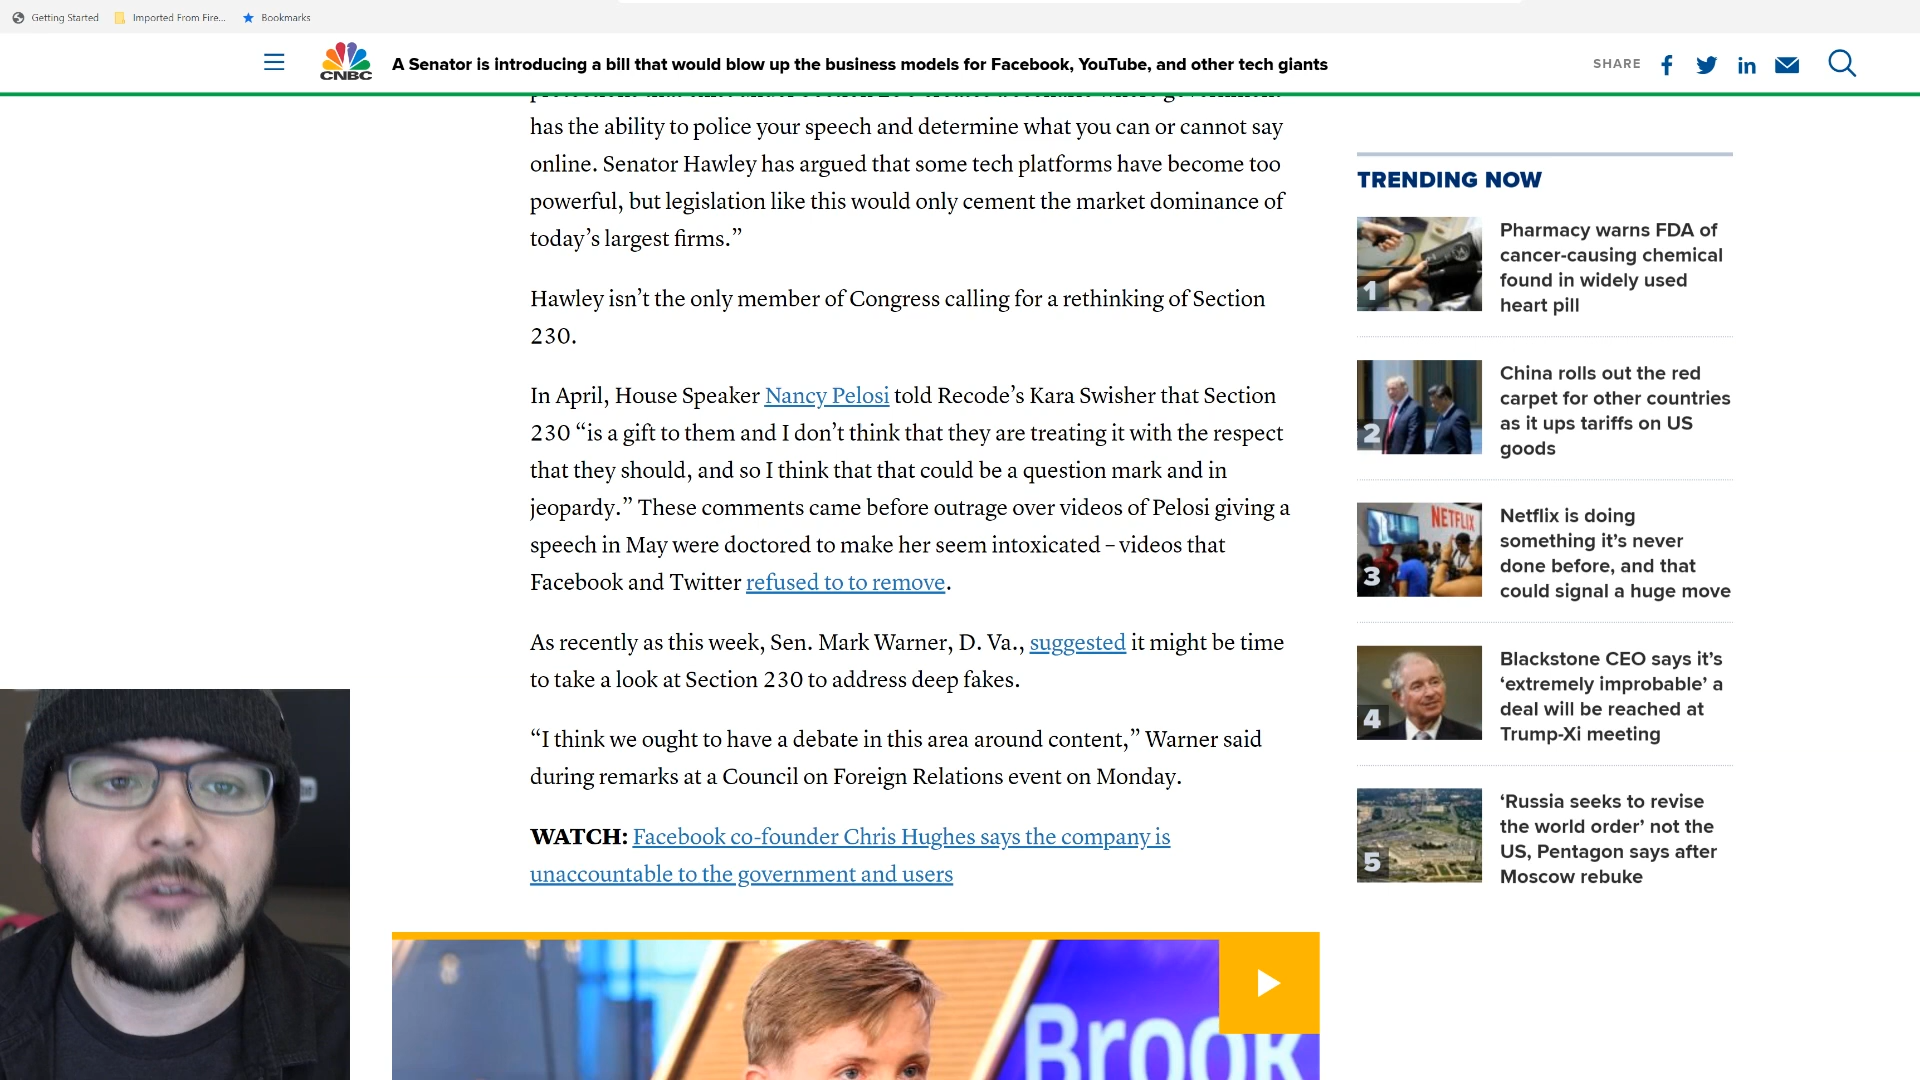 Getting Started
Imported From Fire...
Bookmarks
CNBC
A Senator is introducing a bill that would blow up the business models for Facebook, YouTube, and other tech giants
SHARE
has the ability to police your speech and determine what you can or cannot say
online. Senator Hawley has argued that some tech platforms have become too
powerful, but legislation like this would only cement the market dominance of
today’s largest firms.”
Hawley isn’t the only member of Congress calling for a rethinking of Section
230.
In April, House Speaker Nancy Pelosi told Recode’s Kara Swisher that Section
230 “is a gift to them and I don’t think that they are treating it with the respect
that they should, and so I think that that could be a question mark and in
jeopardy.” These comments came before outrage over videos of Pelosi giving a
speech in May were doctored to make her seem intoxicated – videos that
Facebook and Twitter refused to to remove.
As recently as this week, Sen. Mark Warner, D. Va., suggested it might be time
to take a look at Section 230 to address deep fakes.
“I think we ought to have a debate in this area around content,” Warner said
during remarks at a Council on Foreign Relations event on Monday.
WATCH: Facebook co-founder Chris Hughes says the company is
unaccountable to the government and users
Brook
TRENDING NOW
1
Pharmacy warns FDA of
cancer-causing chemical
found in widely used
heart pill
2
China rolls out the red
carpet for other countries
as it ups tariffs on US
goods
NETFLIX
3
Netflix is doing
something it’s never
done before, and that
could signal a huge move
4
Blackstone CEO says it’s
‘extremely improbable’ a
deal will be reached at
Trump-Xi meeting
5
‘Russia seeks to revise
the world order’ not the
US, Pentagon says after
Moscow rebuke